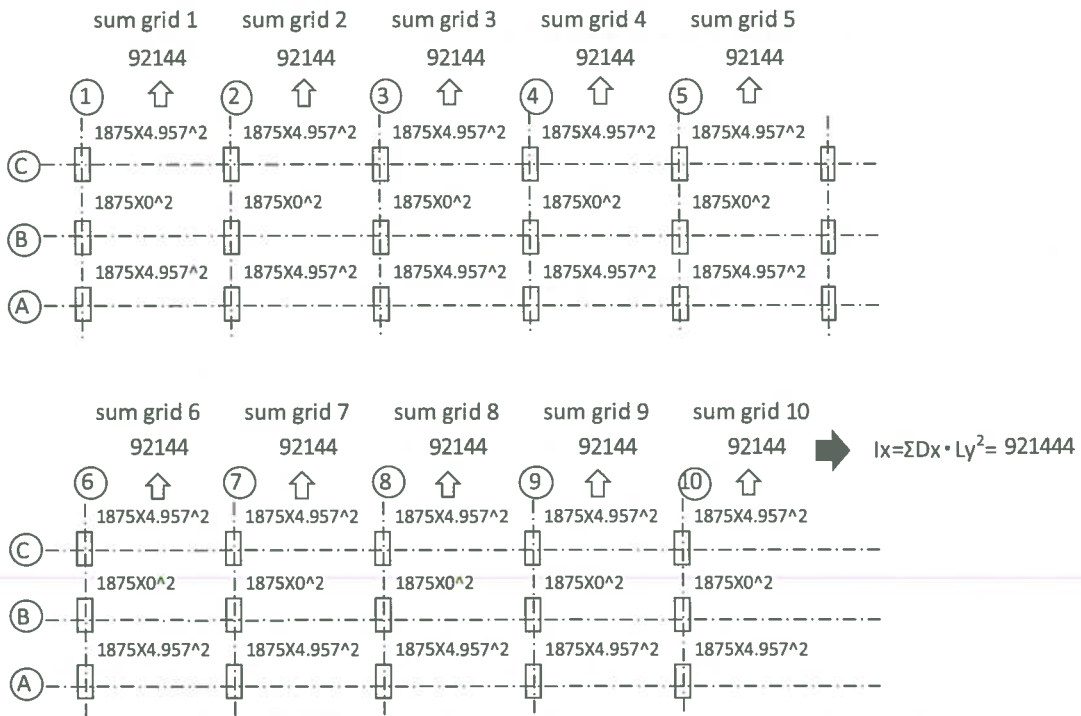 sum grid 1 sum grid 2 sum grid 3 sum grid 4 sum grid 5
92144 92144 92144 92144 92144
1 2 3 4 5
1875X4.957^2 1875X4.957^2 1875X4.957^2 1875X4.957^2 1875X4.957^2
C
1875X0^2 1875X0^2 1875X0^2 1875X0^2 1875X0^2
B
1875X4.957^2 1875X4.957^2 1875X4.957^2 1875X4.957^2 1875X4.957^2
A
sum grid 6 sum grid 7 sum grid 8 sum grid 9 sum grid 10
92144 92144 92144 92144 92144 Ix=ΣDx·Ly²= 921444
6 7 8 9 10
1875X4.957^2 1875X4.957^2 1875X4.957^2 1875X4.957^2 1875X4.957^2
C
1875X0^2 1875X0^2 1875X0^2 1875X0^2 1875X0^2
B
1875X4.957^2 1875X4.957^2 1875X4.957^2 1875X4.957^2 1875X4.957^2
A